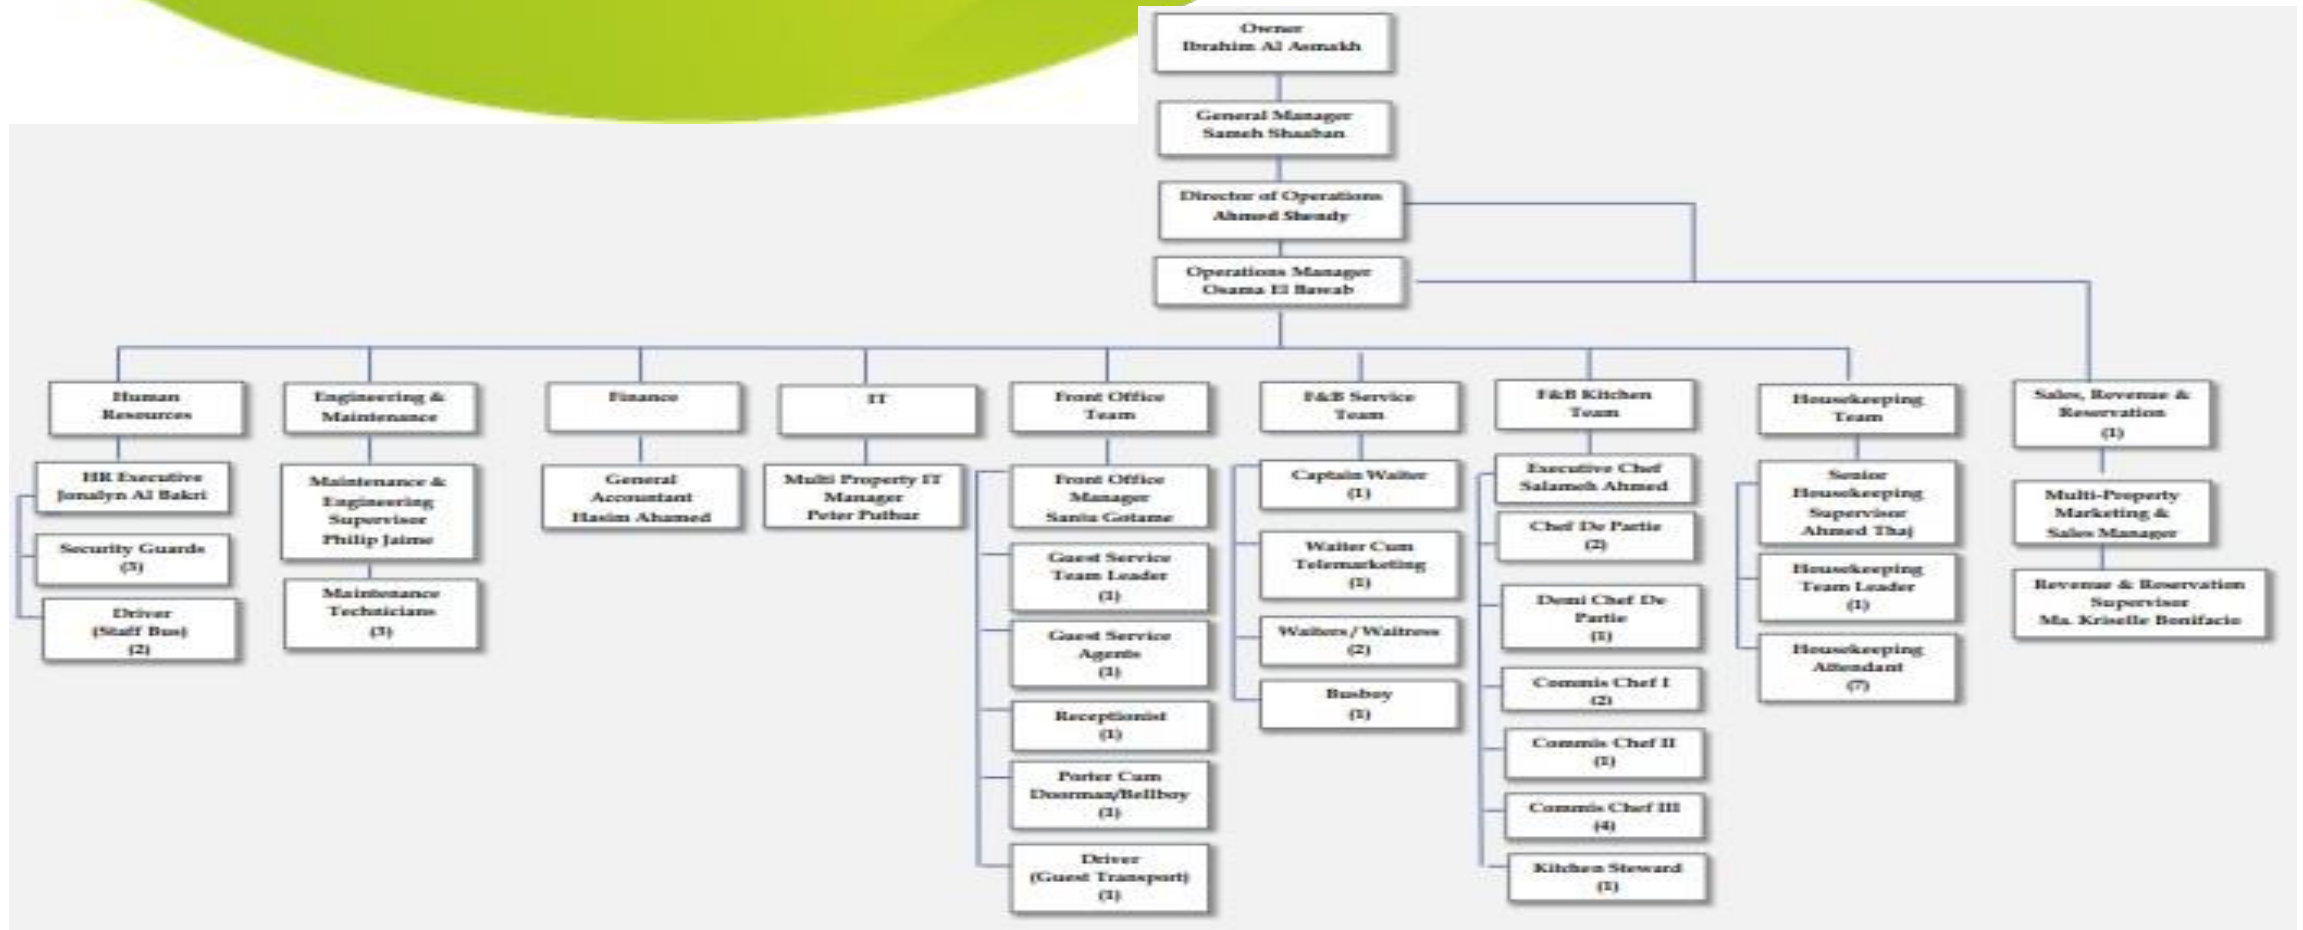 Owner
Ibrahim Al Asmakh
General Manager
Sameh Shaaban
Director of Operations
Ahmed Shendy
Operations Manager
Osama El Bawab
Human
Resources
HR Executive
Jonalyn Al Bakri
Security Guards
(3)
Driver
(Staff Bus)
(2)
Engineering &
Maintenance
Maintenance &
Engineering
Supervisor
Philip Jaime
Maintenance
Technicians
(3)
Finance
General
Accountant
Hasim Ahamed
IT
Multi Property IT
Manager
Peter Puthur
Front Office
Team
Front Office
Manager
Santu Gotame
Guest Service
Team Leader
(1)
Guest Service
Agents
(1)
Receptionist
(1)
Porter Cum
Doorman/Bellboy
(1)
Driver
(Guest Transport)
(1)
F&B Service
Team
Captain Waiter
(1)
Waiter Cum
Telemarketing
(1)
Waiters / Waitress
(2)
Busboy
(1)
F&B Kitchen
Team
Executive Chef
Salameh Ahmed
Chef De Partie
(2)
Demi Chef De
Partie
(1)
Commis Chef I
(2)
Commis Chef II
(1)
Commis Chef III
(4)
Kitchen Steward
(1)
Housekeeping
Team
Senior
Housekeeping
Supervisor
Ahmed Thaj
Housekeeping
Team Leader
(1)
Housekeeping
Attendant
(7)
Sales, Revenue &
Reservation
(1)
Multi-Property
Marketing &
Sales Manager
Revenue & Reservation
Supervisor
Ma. Kriselle Bonifacio